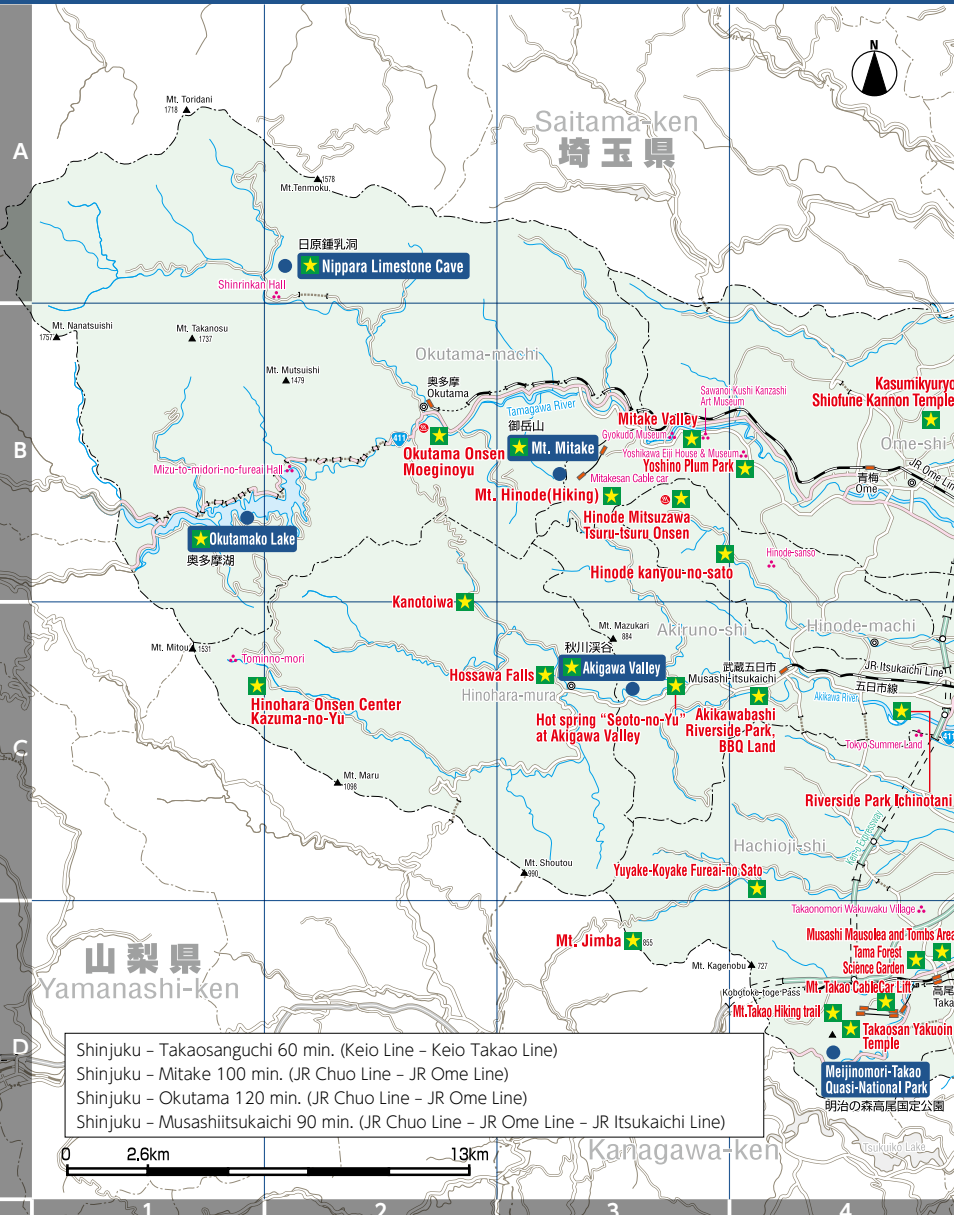 N
A
B
C
D
1
2
3
4
Saitama-ken
埼玉県
Mt. Toridani
1718
1578
Mt.Tenmoku
日原鍾乳洞
Nippara Limestone Cave
Shinrinkan Hall
Mt. Nanatsuishi
1757
Mt. Takanosu
1737
Mt. Mutsuishi
1479
Okutama-machi
奥多摩
Okutama
Tamagawa River
411
Okutama Onsen
Moeginoyu
御岳山
Mt. Mitake
Mitakesan Cable car
Mitake Valley
Sawanoi Kushi Kanzashi
Art Museum
Gyokudo Museum
Yoshikawa Eiji House & Museum
Yoshino Plum Park
Kasumikyuryo
Shiofune Kannon Temple
Ome-shi
JR Ome Line
青梅
Ome
Mizu-to-midori-no-fureai Hall
Okutamako Lake
奥多摩湖
Mt. Hinode(Hiking)
Hinode Mitsuzawa
Tsuru-tsuru Onsen
Hinode kanyou-no-sato
Hinode-sanso
Kanotoiwa
Mt. Mazukari
884
Akiruno-shi
Hinode-machi
Mt. Mitou
1531
Tominno-mori
Hinohara Onsen Center
Kazuma-no-Yu
Hossawa Falls
Hinohara-mura
秋川渓谷
Akigawa Valley
武蔵五日市
Musashi-itsukaichi
JR Itsukaichi Line
五日市線
Akikawa River
Hot spring “Seoto-no-Yu”
at Akigawa Valley
Akikawabashi
Riverside Park,
BBQ Land
Tokyo Summer Land
411
Riverside Park Ichinotani
Keno Expressway
Mt. Maru
1098
Hachioji-shi
Mt. Shoutou
990
Yuyake-Koyake Fureai-no Sato
Takaonomori Wakuwaku Village
Musashi Mausolea and Tombs Area
Tama Forest
Science Garden
Mt. Jimba
855
Mt. Kagenobu
727
Kobotoke-toge Pass
Mt. Takao CableCar Lift
高尾
Taka
Mt.Takao Hiking trail
Takaosan Yakuoin
Temple
Meijinomori-Takao
Quasi-National Park
明治の森高尾国定公園
山梨県
Yamanashi-ken
Shinjuku – Takaosanguchi 60 min. (Keio Line – Keio Takao Line)
Shinjuku – Mitake 100 min. (JR Chuo Line – JR Ome Line)
Shinjuku – Okutama 120 min. (JR Chuo Line – JR Ome Line)
Shinjuku – Musashiitsukaichi 90 min. (JR Chuo Line – JR Ome Line – JR Itsukaichi Line)
Kanagawa-ken
Tsukuiko Lake
0
2.6km
13km